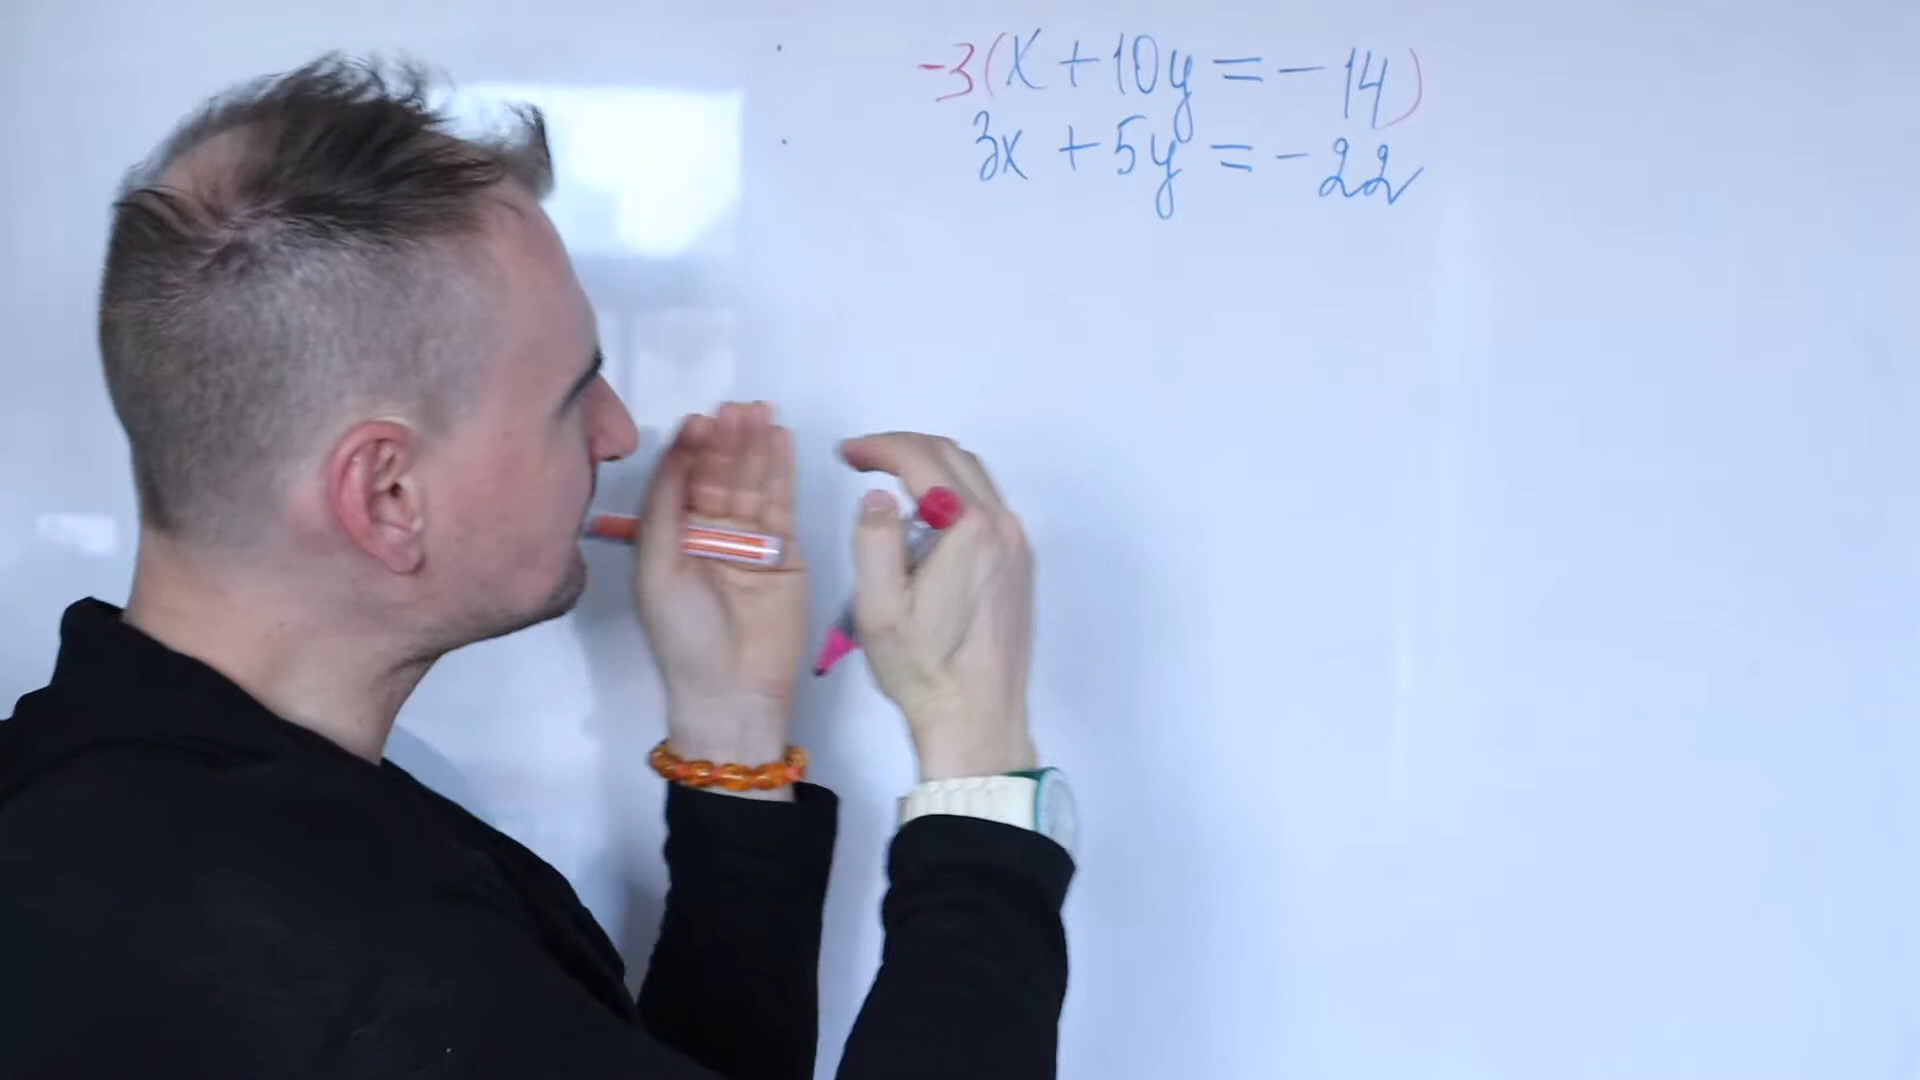 -3(x + 10y = - 14)
3x + 5y = - 22